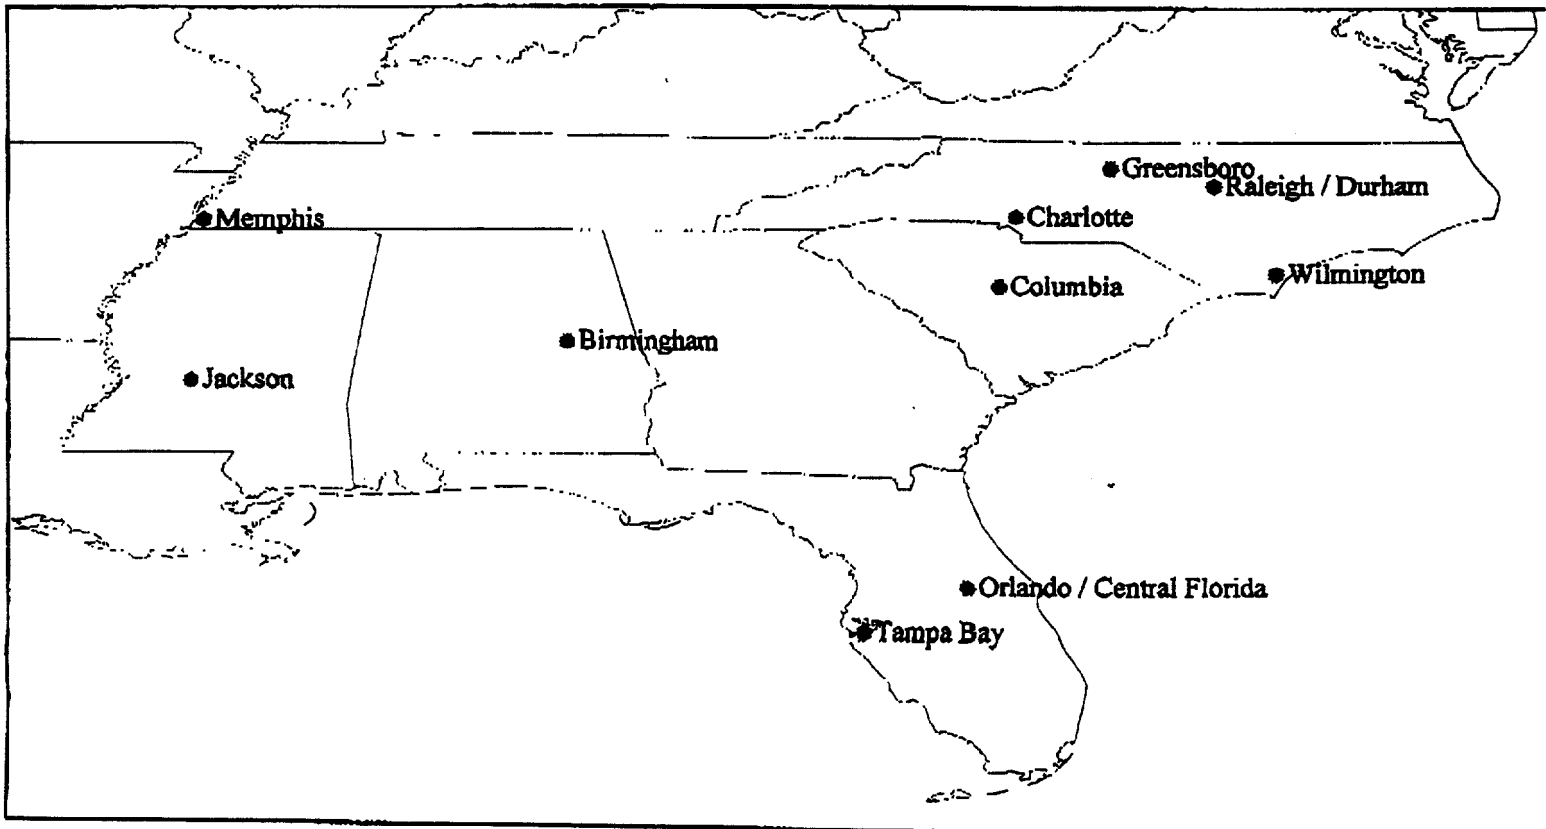 Greensboro
Raleigh / Durham
Memphis
Charlotte
Wilmington
Columbia
Birmingham
Jackson
Orlando / Central Florida
Tampa Bay